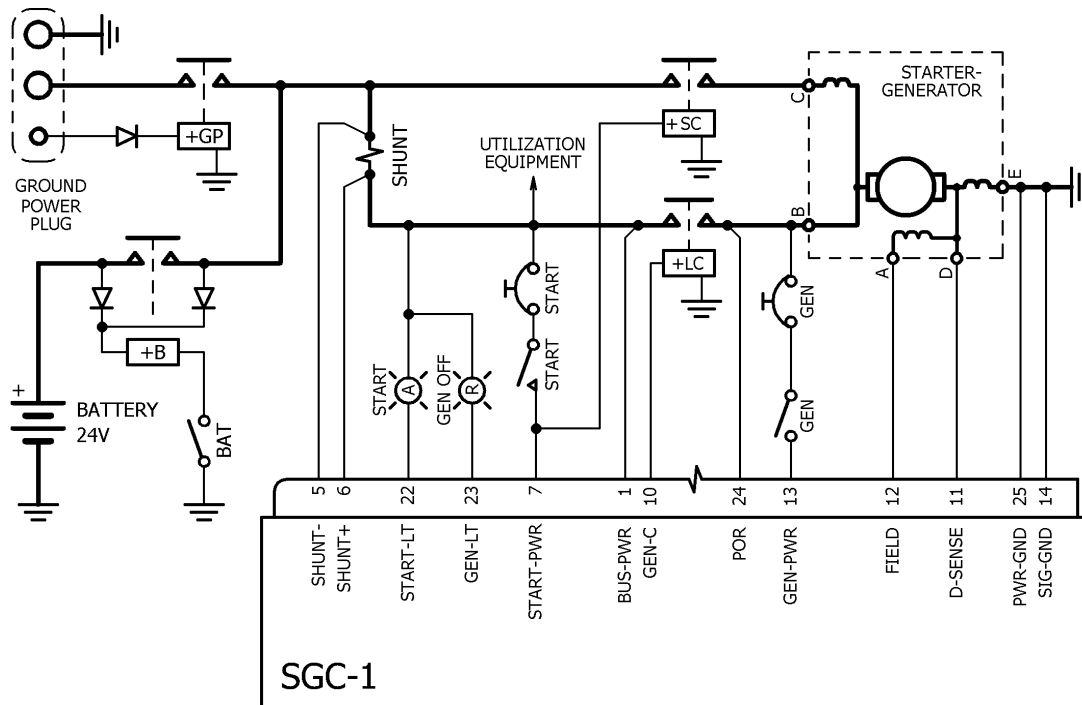 STARTER-
GENERATOR
C
+GP
+SC
SHUNT
UTILIZATION
EQUIPMENT
GROUND
POWER
PLUG
E
B
+LC
A
D
START
GEN
+B
START
GEN OFF
A
R
START
GEN
+
BATTERY
24V
BAT
5
6
22
23
7
1
10
24
13
12
11
25
14
SHUNT-
SHUNT+
START-LT
GEN-LT
START-PWR
BUS-PWR
GEN-C
POR
GEN-PWR
FIELD
D-SENSE
PWR-GND
SIG-GND
SGC-1